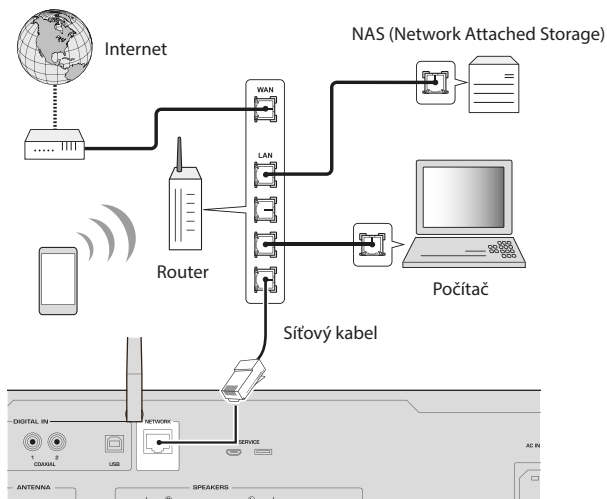 Internet
NAS (Network Attached Storage)
WAN
LAN
Router
Počítač
Síťový kabel
DIGITAL IN
1 2
COAXIAL
USB
NETWORK
SERVICE
AC IN
ANTENNA
SPEAKERS